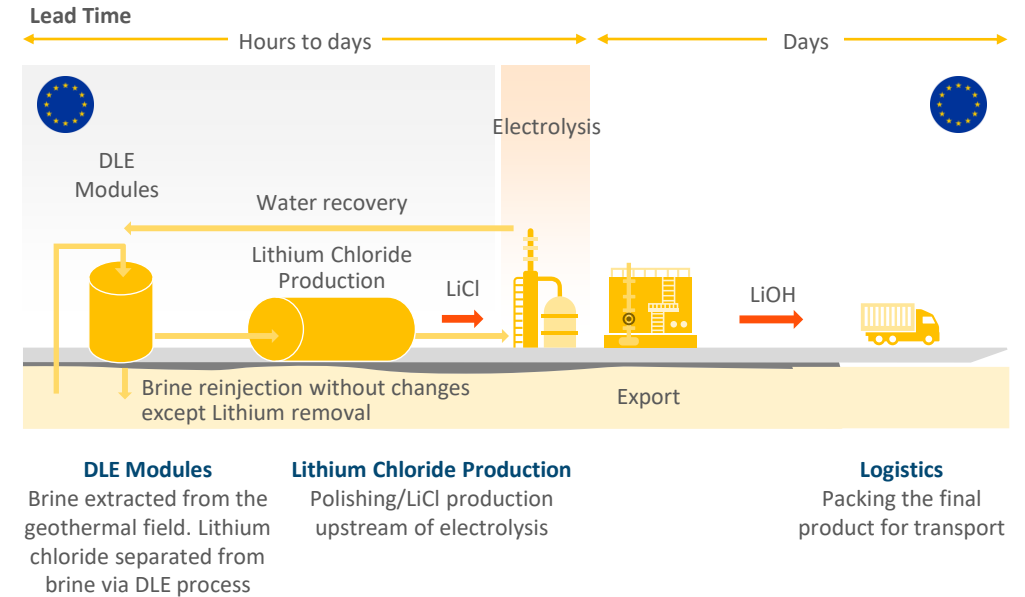 Lead Time
Hours to days
Days
Electrolysis
DLE
Modules
Water recovery
Lithium Chloride
Production
LiCl
LiOH
Brine reinjection without changes
except Lithium removal
Export
DLE Modules
Brine extracted from the
geothermal field. Lithium
chloride separated from
brine via DLE process
Lithium Chloride Production
Polishing/LiCl production
upstream of electrolysis
Logistics
Packing the final
product for transport